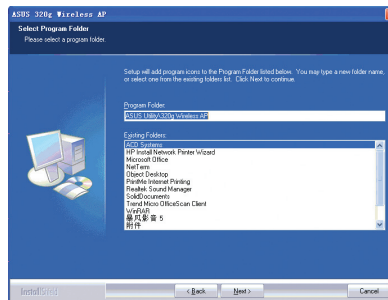 ASUS 320g Wireless AP
Select Program Folder
Please select a program folder.
Setup will add program icons to the Program Folder listed below. You may type a new folder name,
or select one from the existing folders list. Click Next to continue.
Program Folder:
ASUS Utility\320g Wireless AP
Existing Folders:
ACD Systems
HP Install Network Printer Wizard
Microsoft Office
NetTerm
Object Desktop
PrintMe Internet Printing
Realtek Sound Manager
SolidDocuments
Trend Micro OfficeScan Client
WinRAR
暴风影音 5
附件
InstallShield
< Back
Next >
Cancel